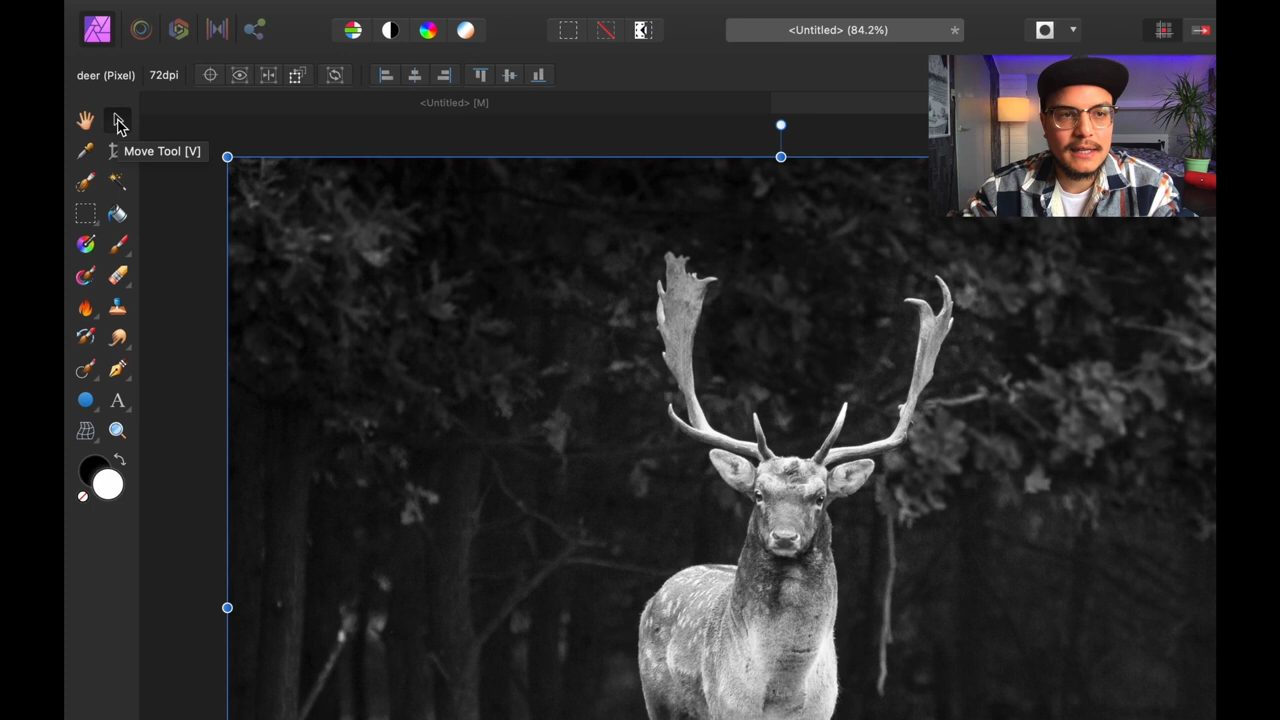 <Untitled> (84.2%)
*
deer (Pixel) 72dpi
<Untitled> [M]
Move Tool [V]
A